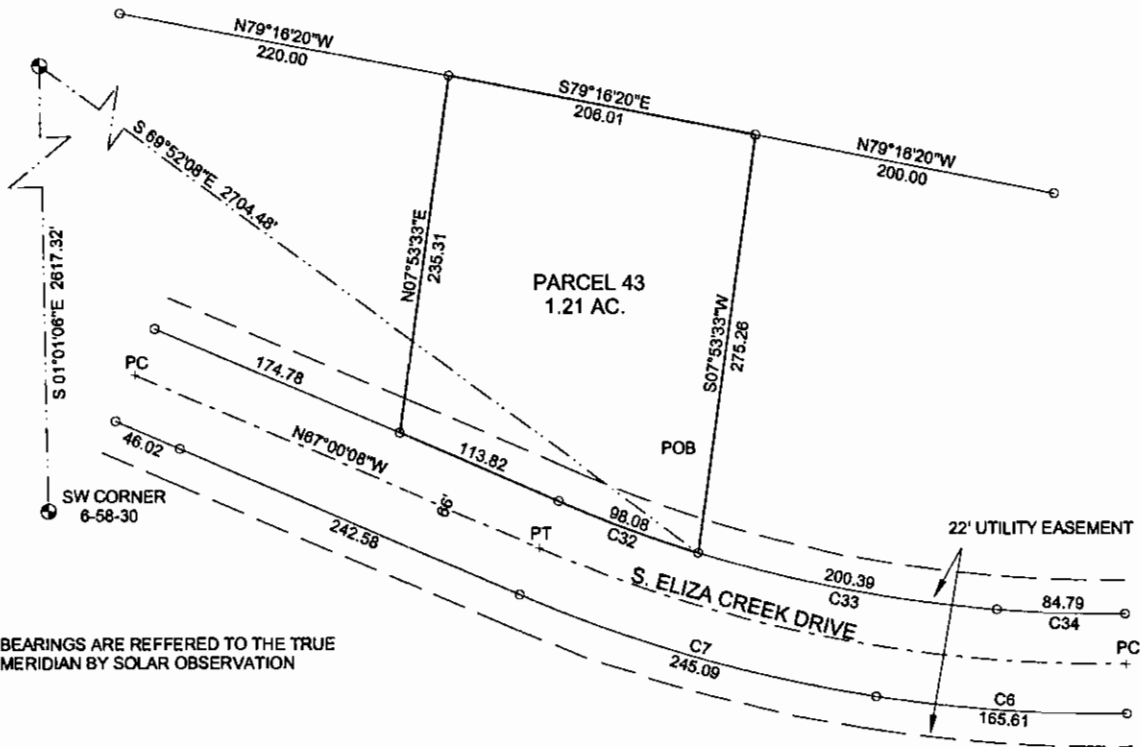 N79°16'20"W
220.00
S79°16'20"E
206.01
N79°16'20"W
200.00
S 69°52'08"E 2704.48'
S 01°01'06"E 2617.32'
N07°53'33"E
235.31
PARCEL 43
1.21 AC.
S07°53'33"W
275.26
POB
PC
174.78
N67°00'08"W
113.82
46.02
SW CORNER
6-58-30
66'
98.08
C32
PT
242.58
22' UTILITY EASEMENT
S. ELIZA CREEK DRIVE
200.39
C33
84.79
C34
PC
C7
245.09
C6
165.61
BEARINGS ARE REFFERED TO THE TRUE
MERIDIAN BY SOLAR OBSERVATION